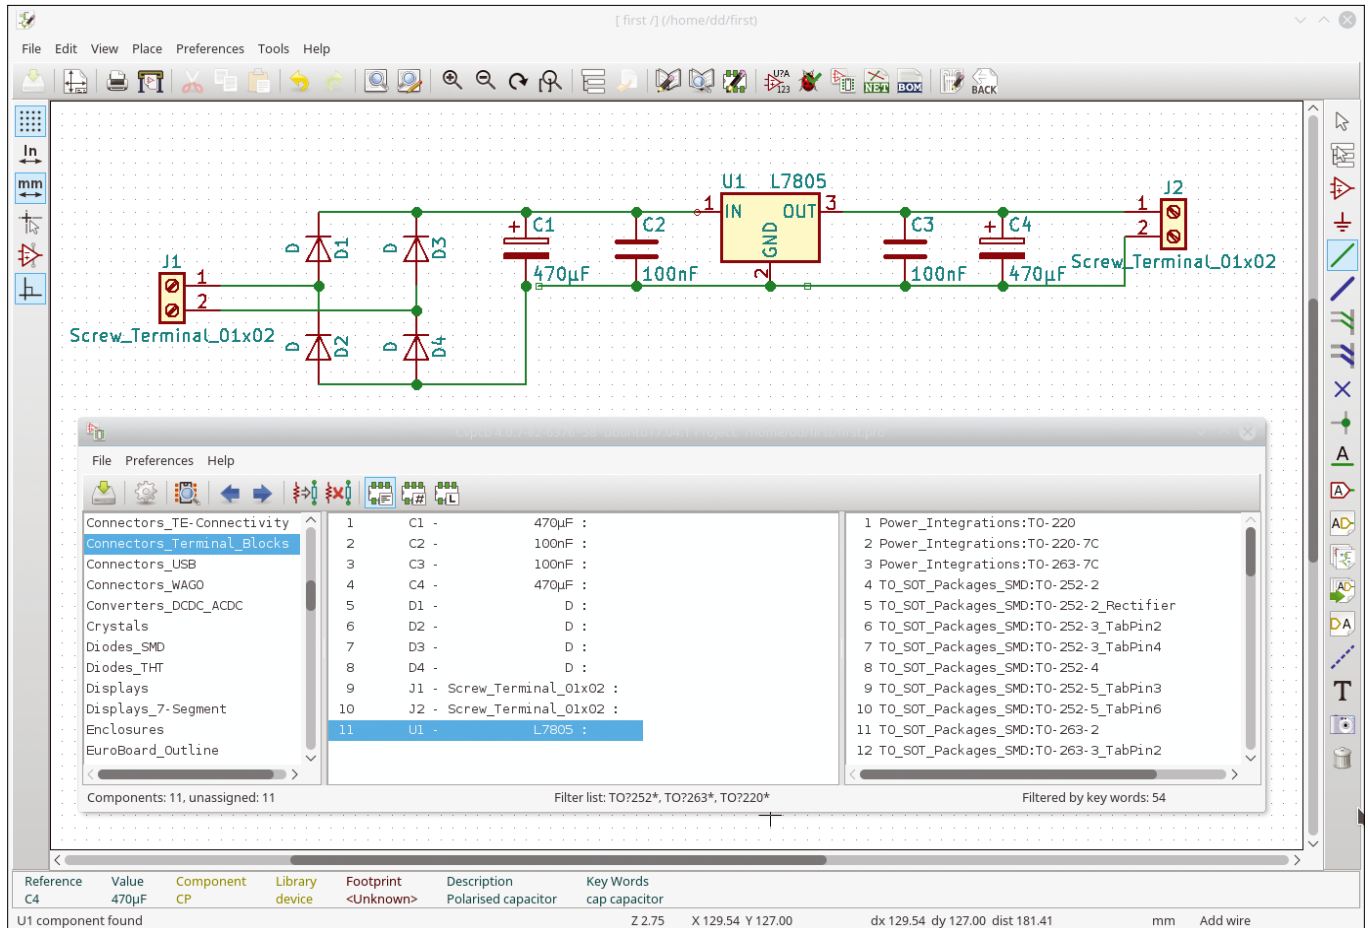 [ first /] (/home/dd/first)
File Edit View Place Preferences Tools Help
U?A
123
NET
BOM
BACK
In
mm
U1 L7805
J2
1 IN OUT 3
GND
2
C1
470µF
C2
100nF
C3
100nF
C4
470µF
1
2
Screw_Terminal_01x02
D D1
D D3
J1
1
2
Screw_Terminal_01x02
D D2
D D4
A
A
AD
AD
DA
T
File Preferences Help
#
L
Connectors_TE-Connectivity
Connectors_Terminal_Blocks
Connectors_USB
Connectors_WAGO
Converters_DCDC_ACDC
Crystals
Diodes_SMD
Diodes_THT
Displays
Displays_7-Segment
Enclosures
EuroBoard_Outline
1 C1 - 470µF :
2 C2 - 100nF :
3 C3 - 100nF :
4 C4 - 470µF :
5 D1 - D :
6 D2 - D :
7 D3 - D :
8 D4 - D :
9 J1 - Screw_Terminal_01x02 :
10 J2 - Screw_Terminal_01x02 :
11 U1 - L7805 :
1 Power_Integrations:TO-220
2 Power_Integrations:TO-220-7C
3 Power_Integrations:TO-263-7C
4 TO_SOT_Packages_SMD:TO-252-2
5 TO_SOT_Packages_SMD:TO-252-2_Rectifier
6 TO_SOT_Packages_SMD:TO-252-3_TabPin2
7 TO_SOT_Packages_SMD:TO-252-3_TabPin4
8 TO_SOT_Packages_SMD:TO-252-4
9 TO_SOT_Packages_SMD:TO-252-5_TabPin3
10 TO_SOT_Packages_SMD:TO-252-5_TabPin6
11 TO_SOT_Packages_SMD:TO-263-2
12 TO_SOT_Packages_SMD:TO-263-3_TabPin2
Components: 11, unassigned: 11
Filter list: TO?252*, TO?263*, TO?220*
Filtered by key words: 54
Reference Value Component Library Footprint Description Key Words
C4 470µF CP device <Unknown> Polarised capacitor cap capacitor
U1 component found Z 2.75 X 129.54 Y 127.00 dx 129.54 dy 127.00 dist 181.41 mm Add wire